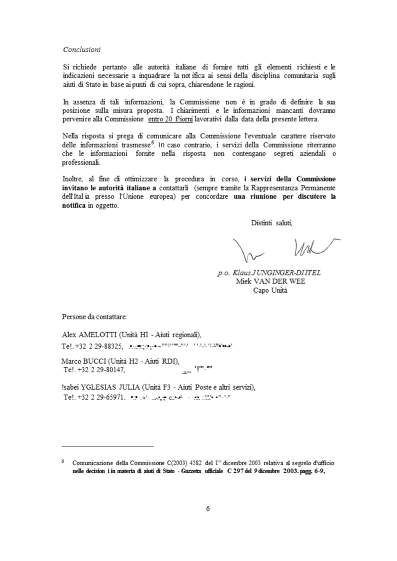 Conclusioni
Si richiede pertanto alle autorità italiane di fornire tutti gli elementi richiesti e le
indicazioni necessarie a inquadrare la notifica ai sensi della disciplina comunitaria sugli
aiuti di Stato in base ai punti di cui sopra, chiarendone le ragioni.
In assenza di tali informazioni, la Commissione non è in grado di definire la sua
posizione sulla misura proposta. I chiarimenti e le informazioni mancanti dovranno
pervenire alla Commissione entro 20 f!iorni lavorativi dalla data della presente lettera.
Nella risposta si prega di comunicare alla Commissione l'eventuale carattere riservato
delle informazioni trasmesse6. In caso contrario, i servizi della Commissione riterranno
che le informazioni fornite nella risposta non contengano segreti aziendali o
professionali.
Inoltre, al fine di ottimizzare la procedura in corso, i servizi della Commissione
invitano le autorità italiane a contattarli (sempre tramite la Rappresentanza Permanente
dell'Italia presso l'Unione europea) per concordare una riunione per discutere la
notifica in oggetto.
Distinti saluti,
p.o. Klaus JUNGINGER-DIITEL
Miek VAN DER WEE
Capo Unità
Persone da contattare:
Alex AMELOTTI (Unità H1 - Aiuti regionali),
Te!. +32 2 29-88325,
Marco BUCCI (Unità H2 - Aiuti RDI),
Te!. +32 2 29-80147,
!sabel YGLESIAS JULIA (Unità F3 - Aiuti Poste e altri servizi),
Te!. +32 2 29-65971.
6 Comunicazione della Commissione C(2003) 4582 del I° dicembre 2003 relativa al segreto d'ufficio
nelle decisioni in materia di aiuti di Stato - Gazzetta ufficiale C 297 del 9 dicembre 2003. pagg. 6-9,
6